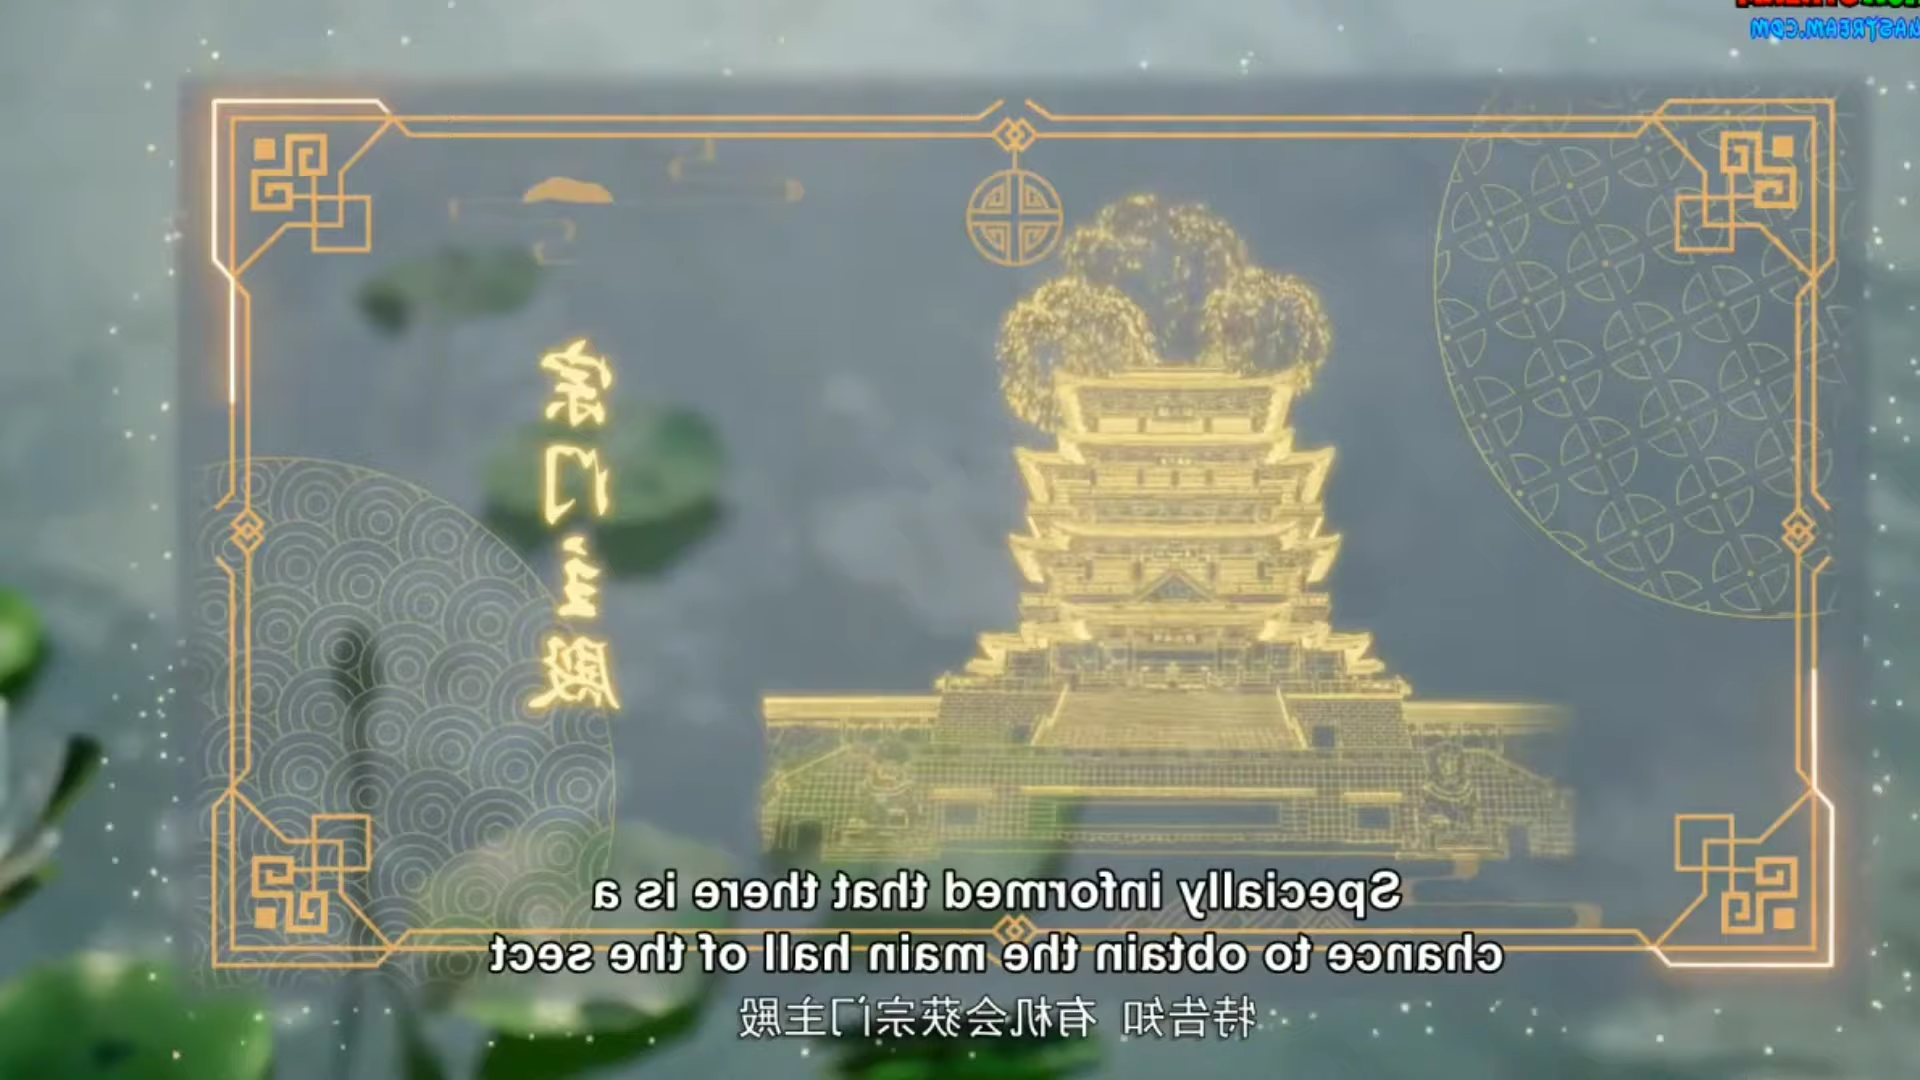 宗门主殿
Specially informed that there is a
chance to obtain the main hall of the sect
特告知 有机会获宗门主殿